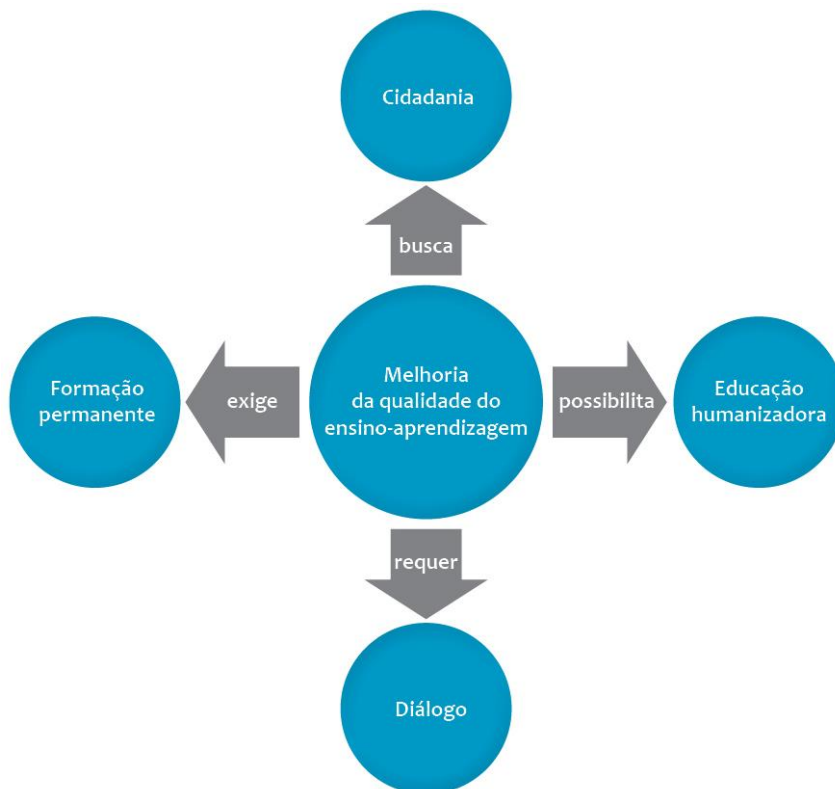 Cidadania
busca
Formação
permanente
exige
Melhoria
da qualidade do
ensino-aprendizagem
possibilita
Educação
humanizadora
requer
Diálogo